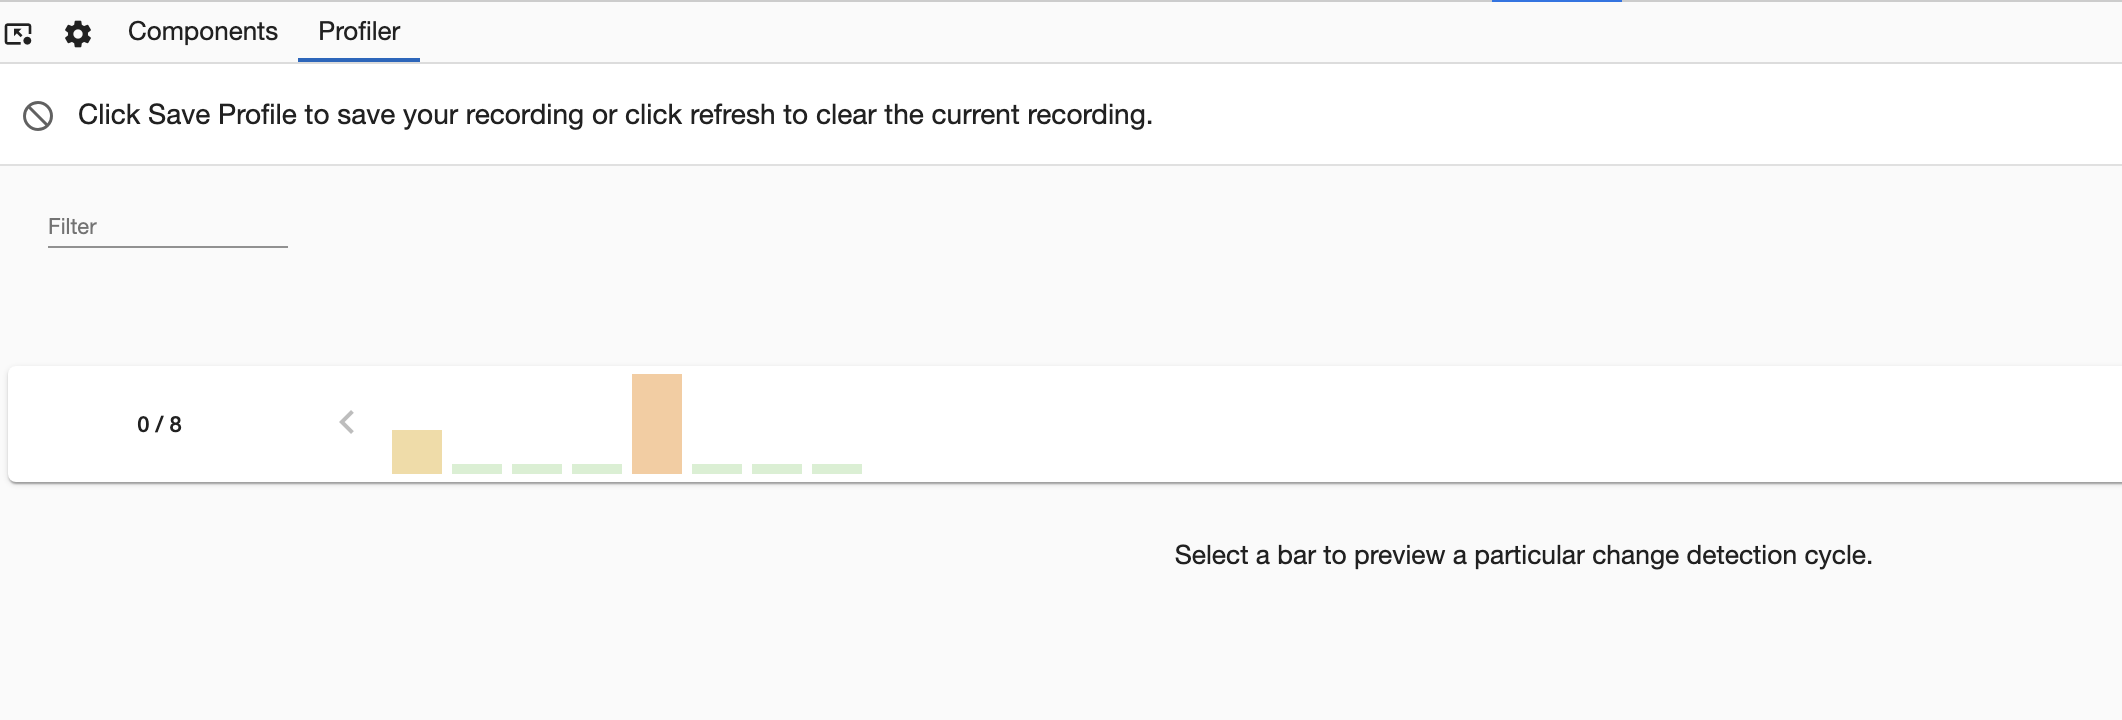 Components Profiler
Click Save Profile to save your recording or click refresh to clear the current recording.
Filter
0 / 8
Select a bar to preview a particular change detection cycle.